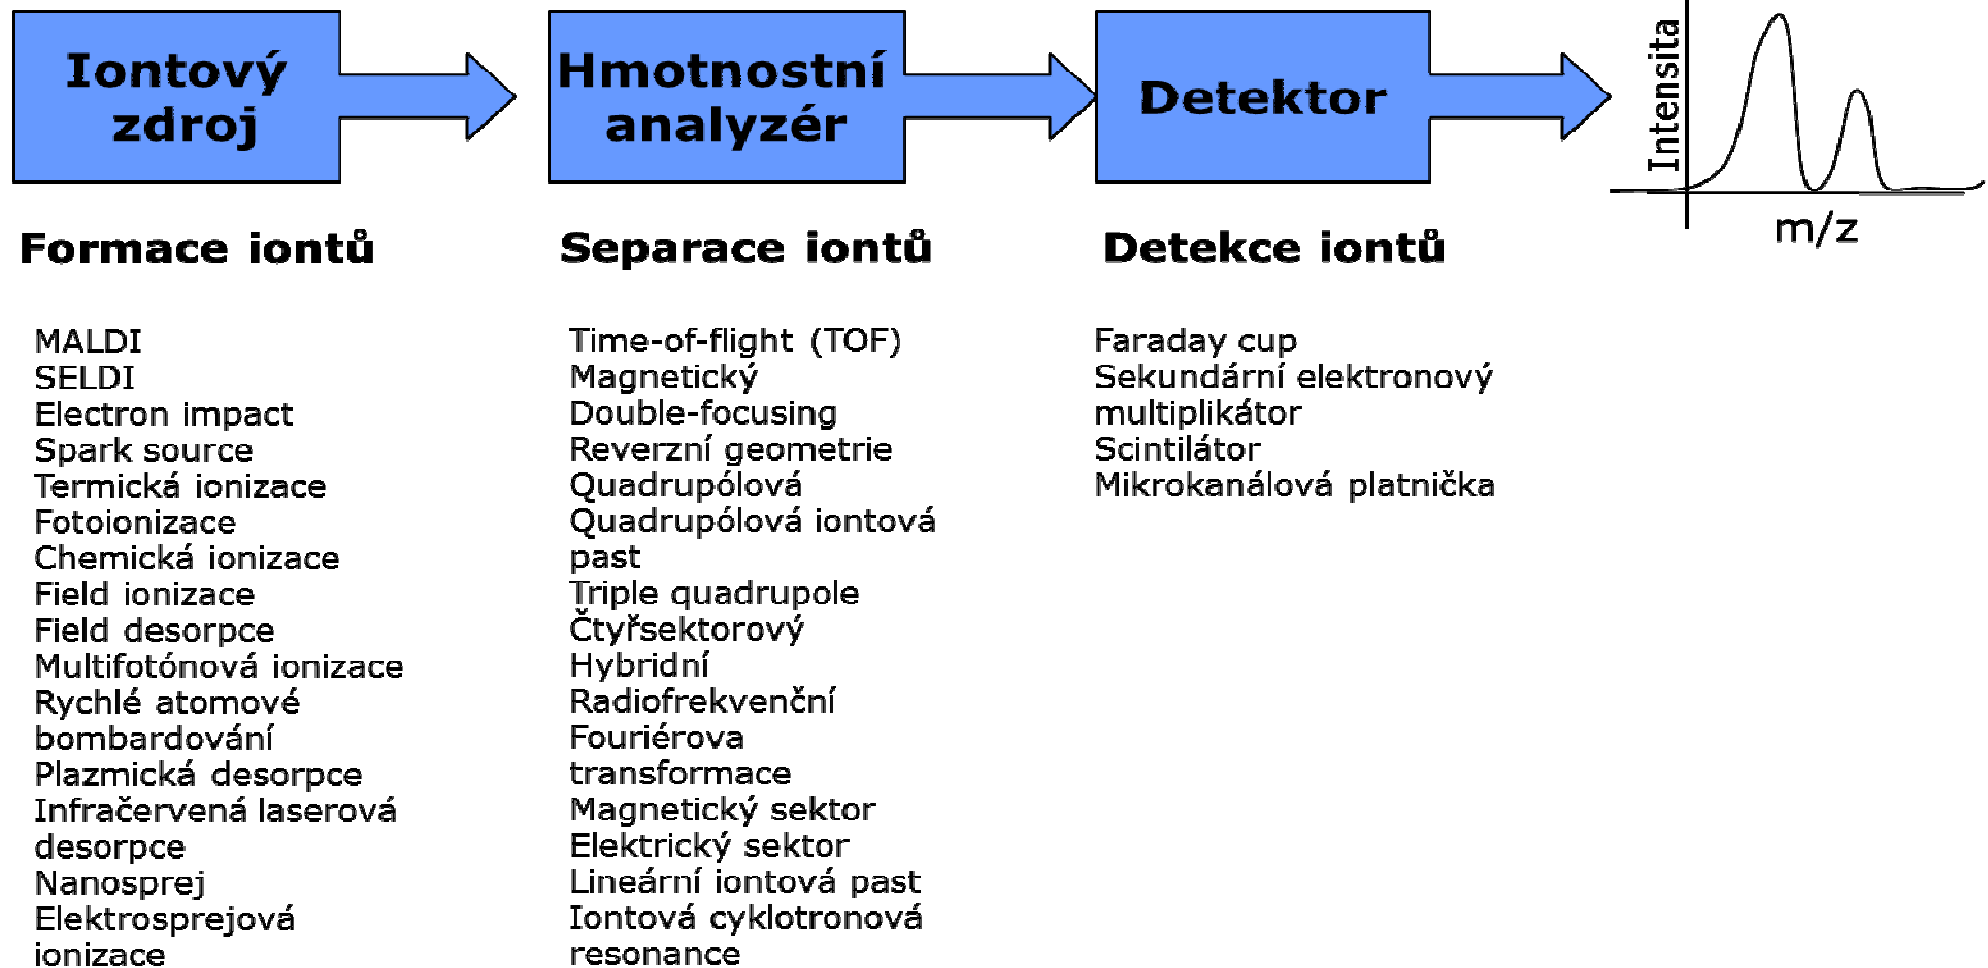 Iontový
zdroj
Hmotnostní
analyzér
Detektor
Intensita
m/z
Formace iontů
Separace iontů
Detekce iontů
MALDI
SELDI
Electron impact
Spark source
Termická ionizace
Fotoionizace
Chemická ionizace
Field ionizace
Field desorpce
Multifotónová ionizace
Rychlé atomové
bombardování
Plazmická desorpce
Infračervená laserová
desorpce
Nanosprej
Elektrosprejová
ionizace
Time-of-flight (TOF)
Magnetický
Double-focusing
Reverzní geometrie
Quadrupólová
Quadrupólová iontová
past
Triple quadrupole
Čtyřsektorový
Hybridní
Radiofrekvenční
Fouriérova
transformace
Magnetický sektor
Elektrický sektor
Lineární iontová past
Iontová cyklotronová
resonance
Faraday cup
Sekundární elektronový
multiplikátor
Scintilátor
Mikrokanálová platnička